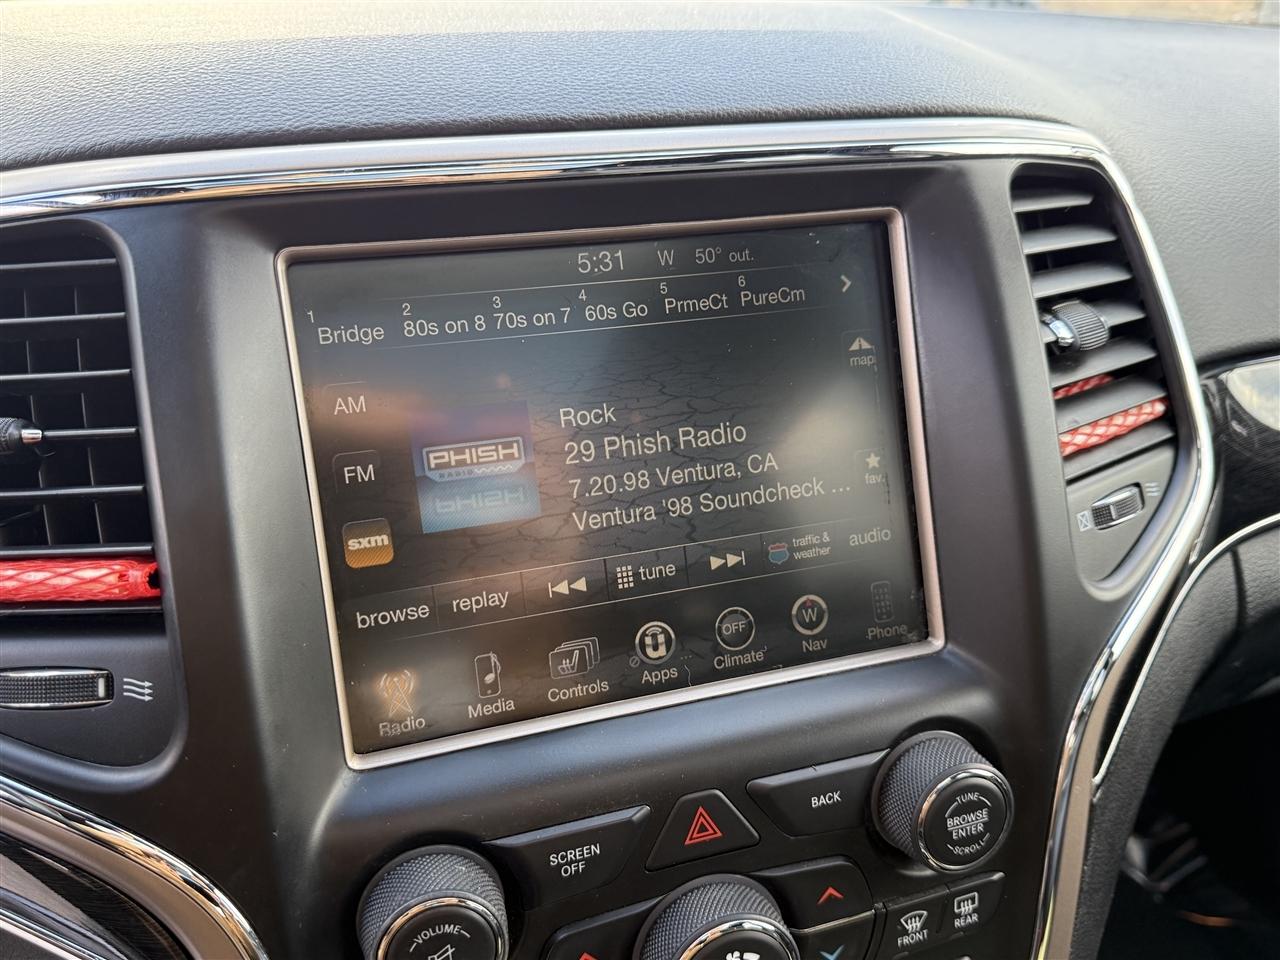 5:31 W 50° out.
1 Bridge 2 80s on 8 3 70s on 7 4 60s Go 5 PrmeCt 6 PureCm
map
AM
FM
sxm
PHISH
RADIO
Rock
29 Phish Radio
7.20.98 Ventura, CA
Ventura '98 Soundcheck ...
fav.
browse replay tune traffic & weather audio
Radio Media Controls Apps OFF Climate W Nav Phone
BACK
TUNE
BROWSE
ENTER
SCROLL
SCREEN
OFF
VOLUME
FRONT
REAR